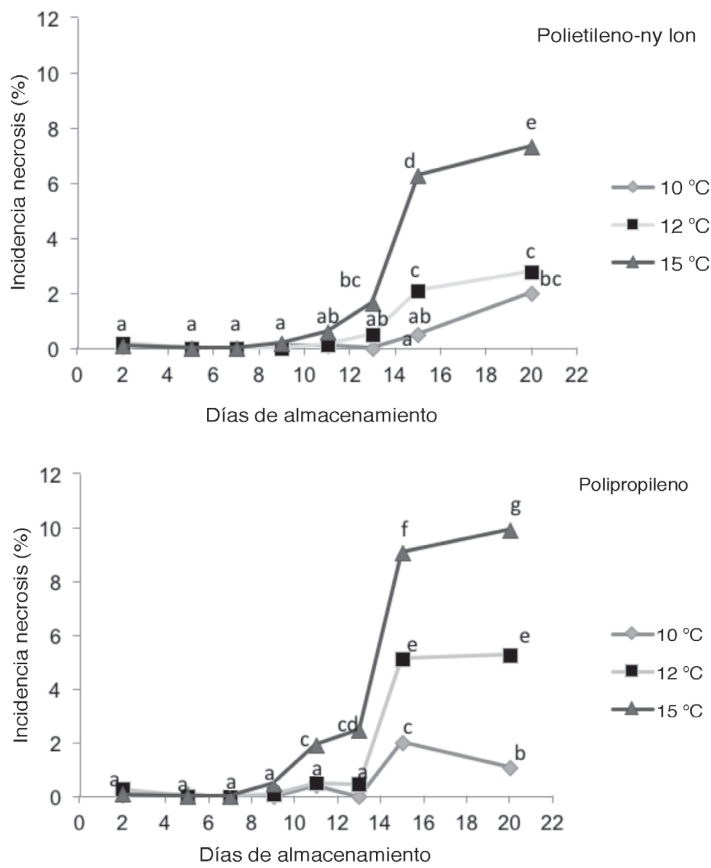 Polietileno-ny lon
Incidencia necrosis (%)
12
10
8
6
4
2
0
0 2 4 6 8 10 12 14 16 18 20 22
a a a a ab bc ab d c ab a e c bc
10 °C
12 °C
15 °C
Días de almacenamiento
Polipropileno
Incidencia necrosis (%)
12
10
8
6
4
2
0
0 2 4 6 8 10 12 14 16 18 20 22
a a a a c a cd a f e c g e b
10 °C
12 °C
15 °C
Días de almacenamiento